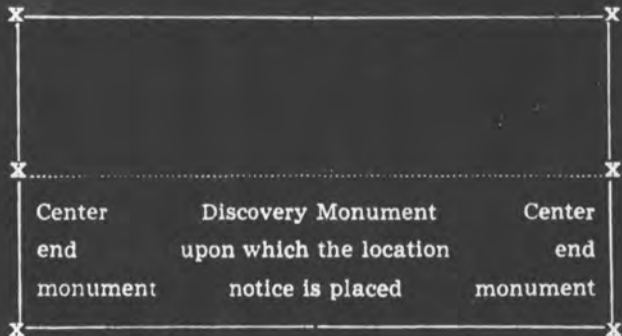 X X
X X
Center Discovery Monument Center
end upon which the location end
monument notice is placed monument
X X